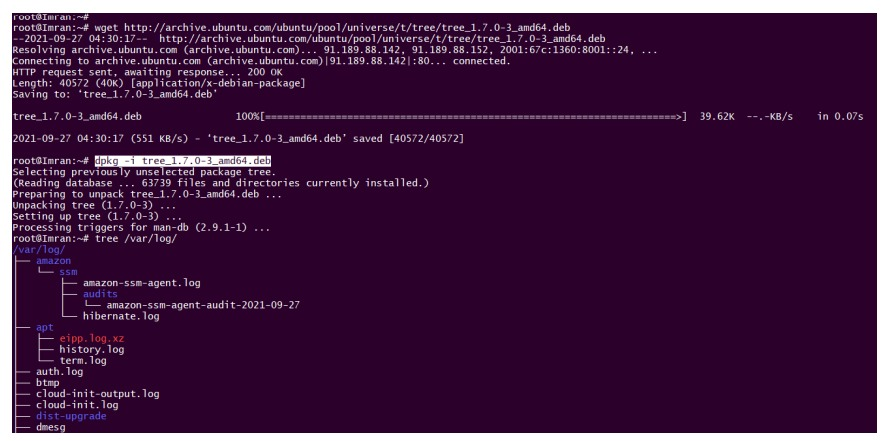 root@Imran:~#
root@Imran:~# wget http://archive.ubuntu.com/ubuntu/pool/universe/t/tree/tree_1.7.0-3_amd64.deb
--2021-09-27 04:30:17-- http://archive.ubuntu.com/ubuntu/pool/universe/t/tree/tree_1.7.0-3_amd64.deb
Resolving archive.ubuntu.com (archive.ubuntu.com)... 91.189.88.142, 91.189.88.152, 2001:67c:1360:8001::24, ...
Connecting to archive.ubuntu.com (archive.ubuntu.com)|91.189.88.142|:80... connected.
HTTP request sent, awaiting response... 200 OK
Length: 40572 (40K) [application/x-debian-package]
Saving to: ‘tree_1.7.0-3_amd64.deb’
tree_1.7.0-3_amd64.deb 100%[=====================================================================>] 39.62K --.-KB/s in 0.07s
2021-09-27 04:30:17 (551 KB/s) - ‘tree_1.7.0-3_amd64.deb’ saved [40572/40572]
root@Imran:~# dpkg -i tree_1.7.0-3_amd64.deb
Selecting previously unselected package tree.
(Reading database ... 63739 files and directories currently installed.)
Preparing to unpack tree_1.7.0-3_amd64.deb ...
Unpacking tree (1.7.0-3) ...
Setting up tree (1.7.0-3) ...
Processing triggers for man-db (2.9.1-1) ...
root@Imran:~# tree /var/log/
/var/log/
├── amazon
│   └── ssm
│       ├── amazon-ssm-agent.log
│       ├── audits
│       │   └── amazon-ssm-agent-audit-2021-09-27
│       └── hibernate.log
├── apt
│   ├── eipp.log.xz
│   ├── history.log
│   └── term.log
├── auth.log
├── btmp
├── cloud-init-output.log
├── cloud-init.log
├── dist-upgrade
├── dmesg